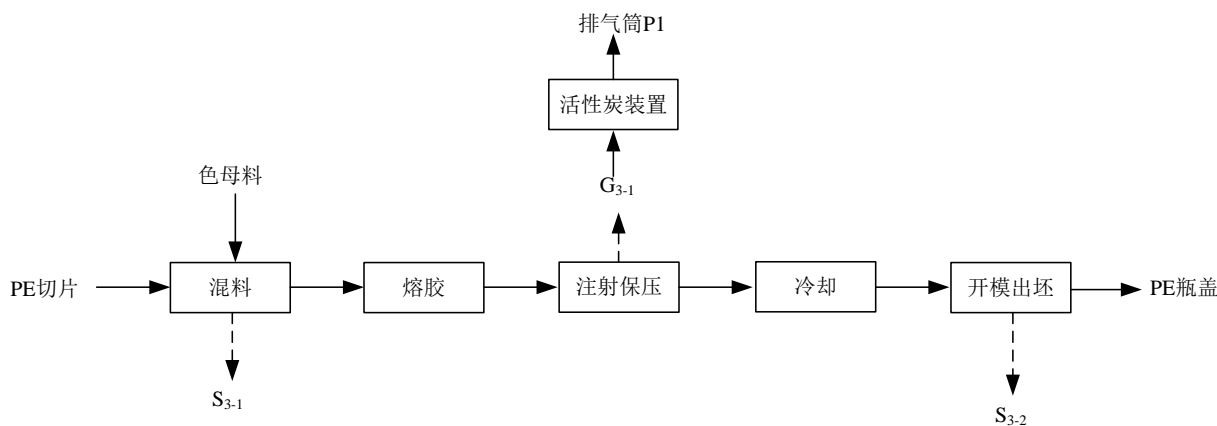 排气筒P1
活性炭装置
G3-1
色母料
PE切片
混料
熔胶
注射保压
冷却
开模出坯
PE瓶盖
S3-1
S3-2